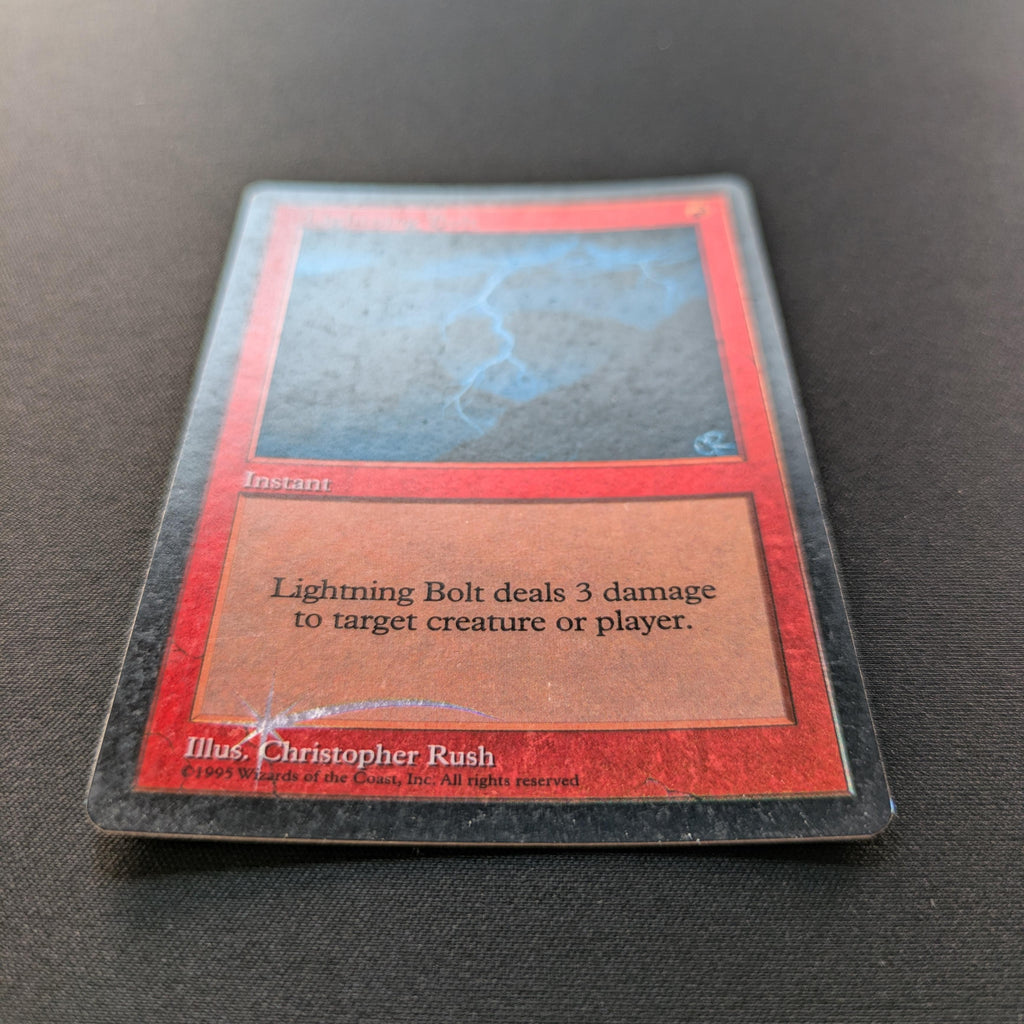 Instant
Lightning Bolt deals 3 damage
to target creature or player.
Illus. Christopher Rush
©1995 Wizards of the Coast, Inc. All rights reserved